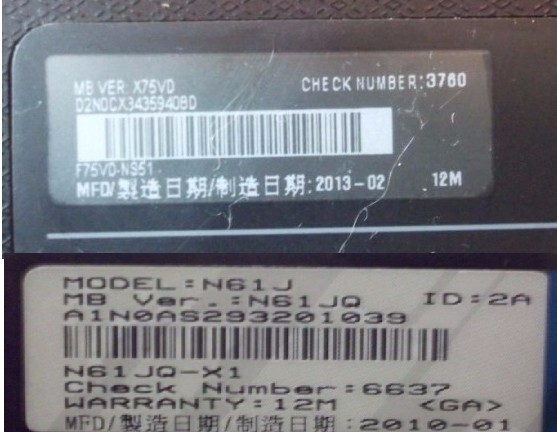 MB VER: X75VD
CHECK NUMBER:3760
D2N0CX34359408D
F75VD-NS51
MFD/製造日期/制造日期:2013-02
12M
MODEL:N61J
MB Ver.:N61JQ
ID:2A
A1N0AS293201039
N61JQ-X1
Check Number:6637
WARRANTY:12M
<GA>
MFD/製造日期/制造日期:2010-01